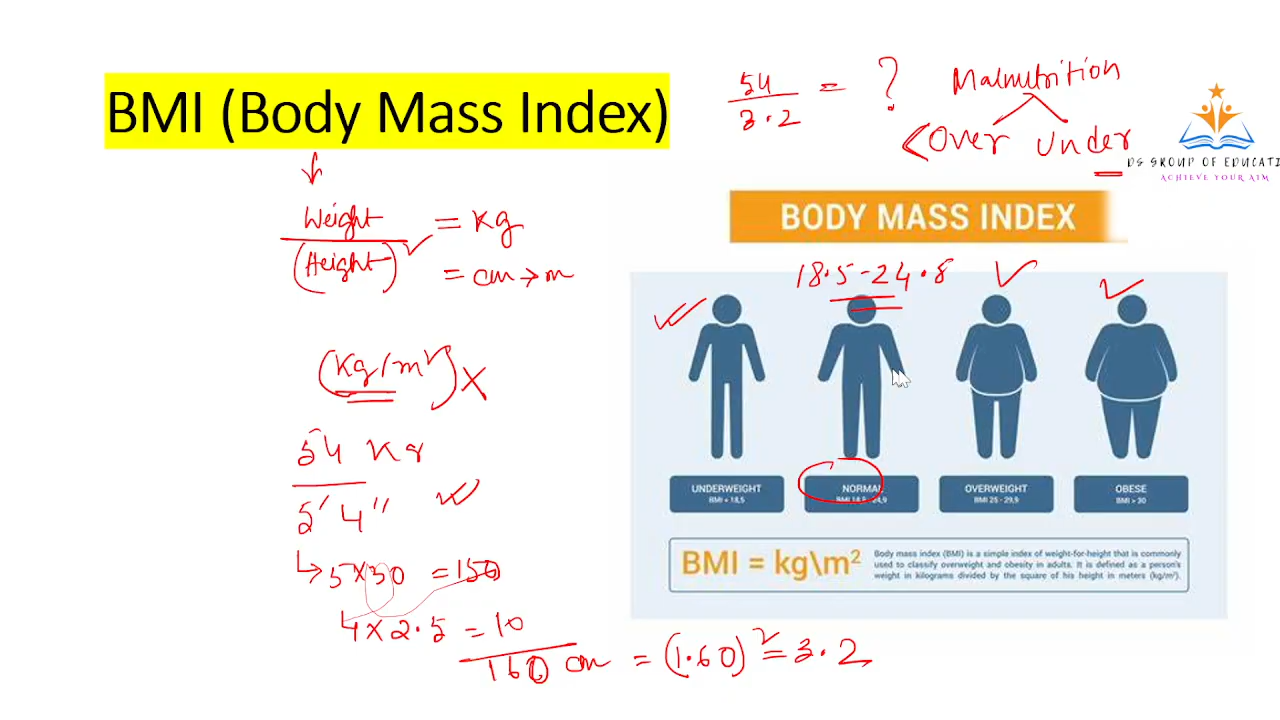 54
3.2
= ?
Malnutrition
<Over Under
BMI (Body Mass Index)
DS GROUP OF EDUCATI
ACHIEVE YOUR AIM
Weight
(Height)
= Kg
= cm → m
BODY MASS INDEX
18.5-24.8
(Kg/m²) X
54 Kg
5' 4"
UNDERWEIGHT
BMI < 18,5
NORMAL
OVERWEIGHT
BMI 25 - 29,9
OBESE
BMI > 30
BMI = kg\m²
Body mass index (BMI) is a simple index of weight-for-height that is commonly
used to classify overweight and obesity in adults. It is defined as a person's
weight in kilograms divided by the square of his height in meters (kg/m²).
↳ 5×30 = 150
4×2.5 = 10
160 cm = (1.60)² = 3.2